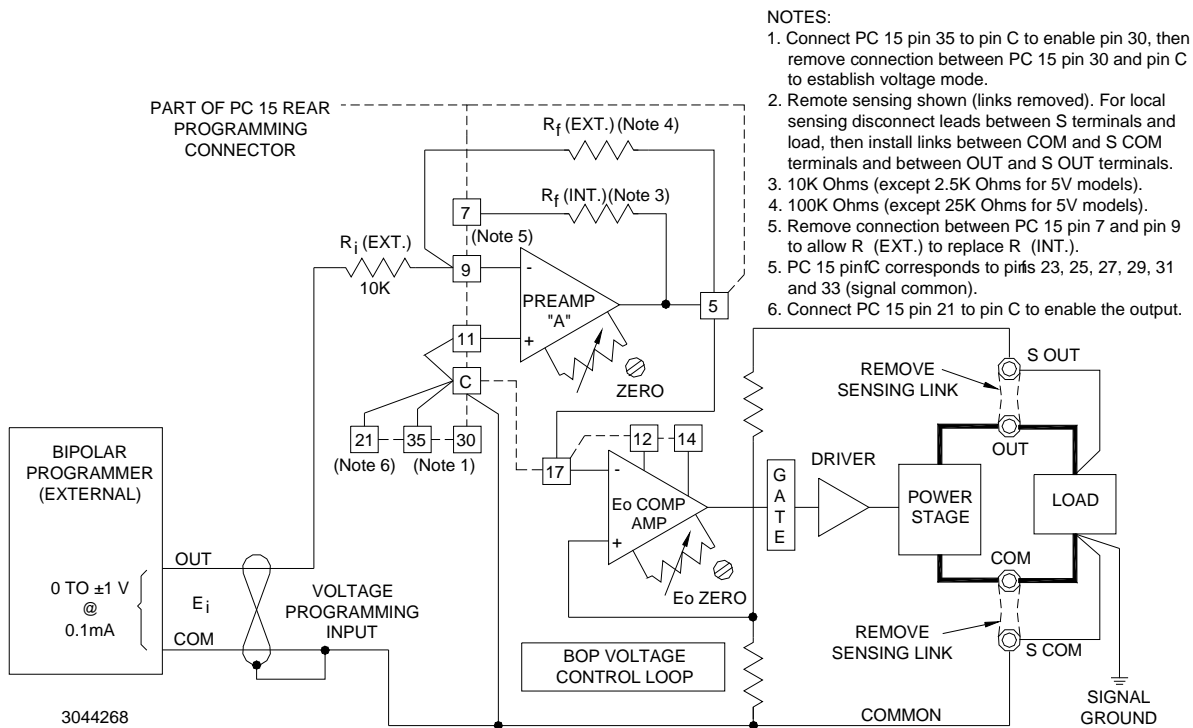 NOTES:
1. Connect PC 15 pin 35 to pin C to enable pin 30, then
remove connection between PC 15 pin 30 and pin C
to establish voltage mode.
2. Remote sensing shown (links removed). For local
sensing disconnect leads between S terminals and
load, then install links between COM and S COM
terminals and between OUT and S OUT terminals.
3. 10K Ohms (except 2.5K Ohms for 5V models).
4. 100K Ohms (except 25K Ohms for 5V models).
5. Remove connection between PC 15 pin 7 and pin 9
to allow R (EXT.) to replace R (INT.).
5. PC 15 pin C corresponds to pins 23, 25, 27, 29, 31
and 33 (signal common).
6. Connect PC 15 pin 21 to pin C to enable the output.
PART OF PC 15 REAR
PROGRAMMING
CONNECTOR
Rf (EXT.) (Note 4)
Rf (INT.) (Note 3)
7
(Note 5)
Ri (EXT.)
10K
9
-
PREAMP
"A"
+
5
11
ZERO
C
21
35
30
(Note 6)
(Note 1)
17
12
14
-
Eo COMP
AMP
+
Eo ZERO
GATE
DRIVER
POWER
STAGE
LOAD
S OUT
REMOVE
SENSING LINK
OUT
COM
REMOVE
SENSING LINK
S COM
SIGNAL
GROUND
BIPOLAR
PROGRAMMER
(EXTERNAL)
OUT
0 TO ±1 V
@
0.1mA
Ei
COM
VOLTAGE
PROGRAMMING
INPUT
BOP VOLTAGE
CONTROL LOOP
COMMON
3044268